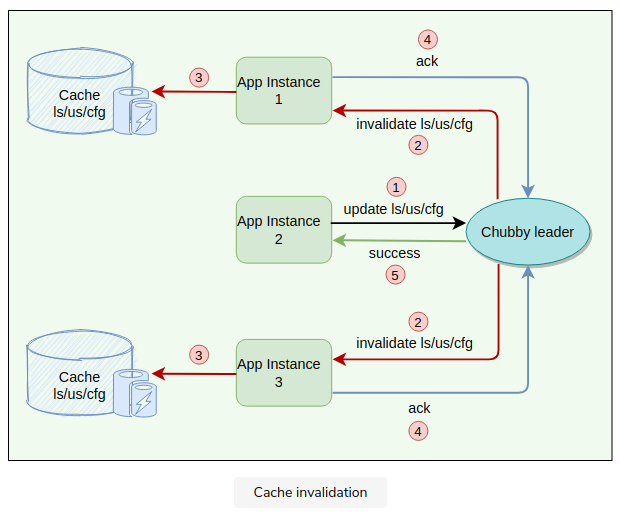 4
ack
3
App Instance
1
Cache
ls/us/cfg
invalidate ls/us/cfg
2
1
update ls/us/cfg
App Instance
2
Chubby leader
success
5
2
invalidate ls/us/cfg
3
App Instance
3
Cache
ls/us/cfg
ack
4
Cache invalidation